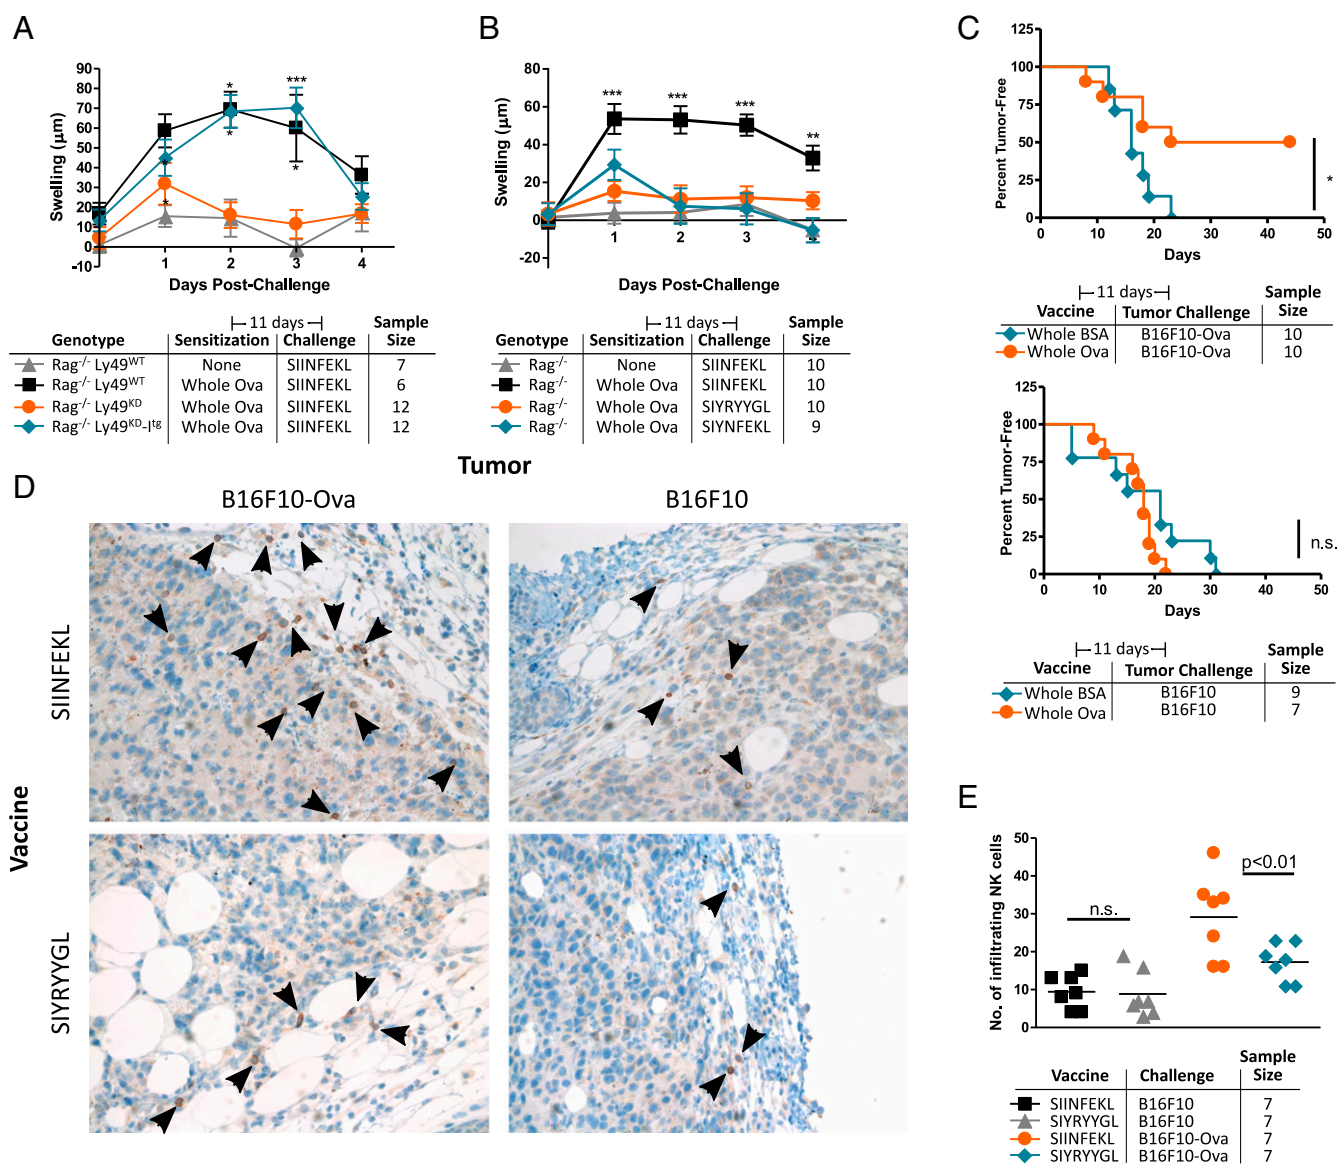 A
Swelling (μm)
90
80
70
60
50
40
30
20
10
0
-10
* ***
* *
* *
1 2 3 4
Days Post-Challenge
11 days
Genotype Sensitization Challenge Sample Size
Rag-/- Ly49WT None SIINFEKL 7
Rag-/- Ly49WT Whole Ova SIINFEKL 6
Rag-/- Ly49KD Whole Ova SIINFEKL 12
Rag-/- Ly49KD-Itg Whole Ova SIINFEKL 12
B
Swelling (μm)
80
60
40
20
0
-20
*** *** *** **
1 2 3
Days Post-Challenge
11 days
Genotype Sensitization Challenge Sample Size
Rag-/- None SIINFEKL 10
Rag-/- Whole Ova SIINFEKL 10
Rag-/- Whole Ova SIYRYYGL 10
Rag-/- Whole Ova SIYNFEKL 9
C
Percent Tumor-Free
125
100
75
50
25
0
0 10 20 30 40 50
Days
*
11 days
Vaccine Tumor Challenge Sample Size
Whole BSA B16F10-Ova 10
Whole Ova B16F10-Ova 10
Percent Tumor-Free
125
100
75
50
25
0
0 10 20 30 40 50
Days
n.s.
11 days
Vaccine Tumor Challenge Sample Size
Whole BSA B16F10 9
Whole Ova B16F10 7
D
Tumor
B16F10-Ova B16F10
Vaccine
SIINFEKL
SIYRYYGL
E
No. of infiltrating NK cells
50
40
30
20
10
0
n.s.
p<0.01
Vaccine Challenge Sample Size
SIINFEKL B16F10 7
SIYRYYGL B16F10 7
SIINFEKL B16F10-Ova 7
SIYRYYGL B16F10-Ova 7